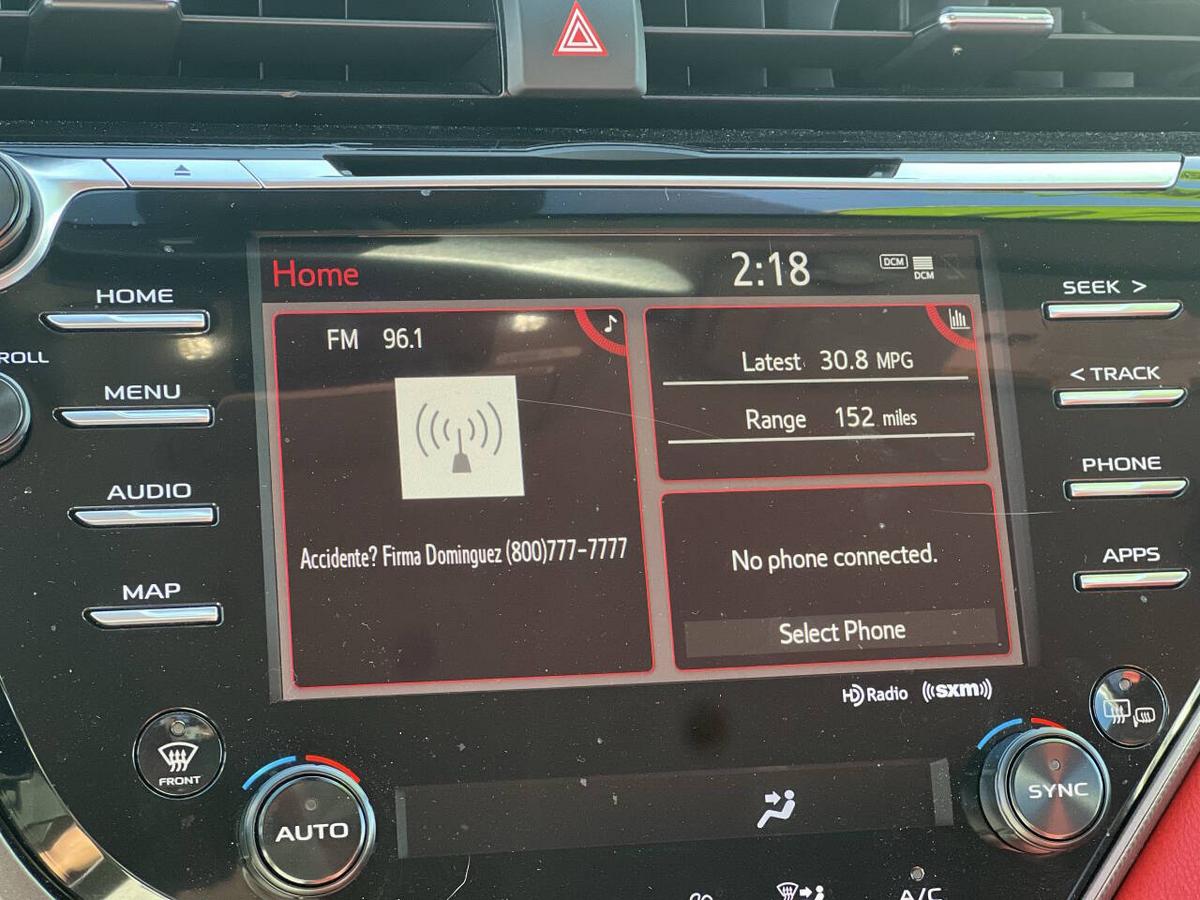 Home
2:18
DCM
DCM
HOME
SEEK >
ROLL
FM 96.1
Latest 30.8 MPG
MENU
< TRACK
Range 152 miles
AUDIO
PHONE
Accidente? Firma Dominguez (800)777-7777
No phone connected.
APPS
MAP
Select Phone
HD Radio
((sxm))
FRONT
AUTO
SYNC
A/C